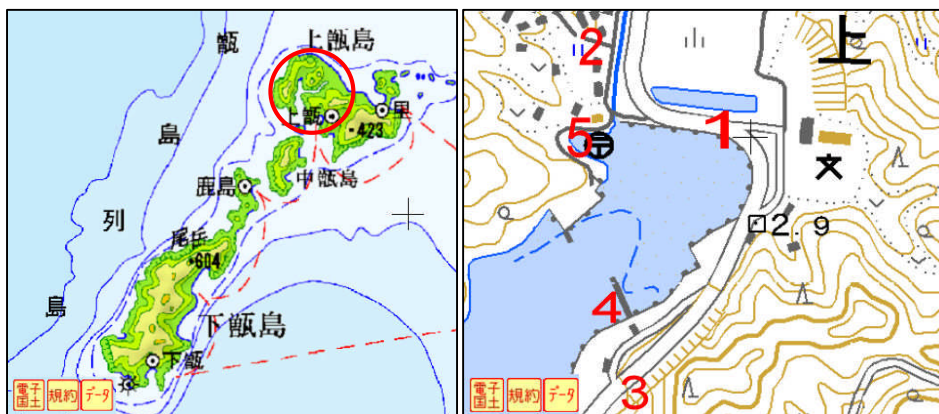 甑
島
列
島
上甑島
上甑
里
・423
中甑島
鹿島
尾岳
・604
下甑島
下甑
電子国土
規約
データ
上
2
1
5
〒
文
2.9
4
3
電子国土
規約
データ